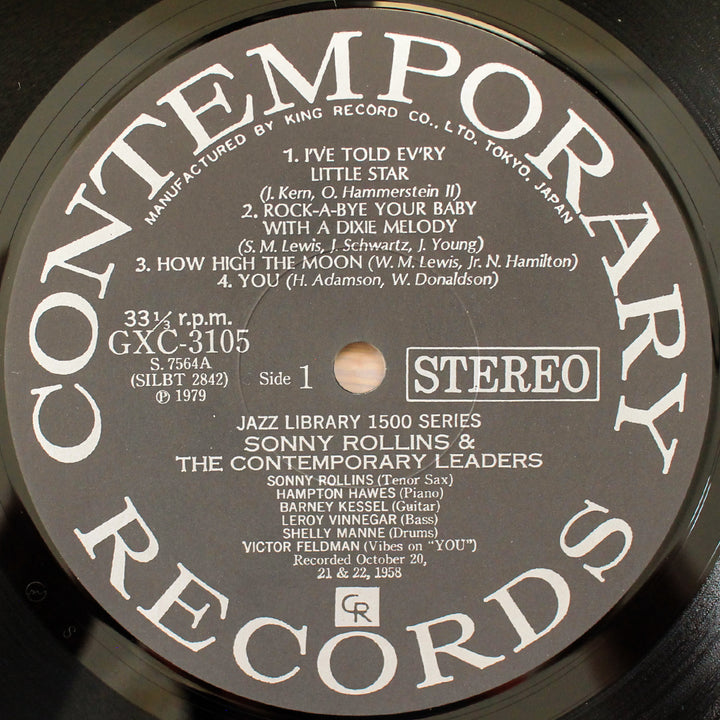 CONTEMPORARY
MANUFACTURED BY KING RECORD CO., LTD. TOKYO, JAPAN
1. I'VE TOLD EV'RY
LITTLE STAR
(J. Kern, O. Hammerstein II)
2. ROCK-A-BYE YOUR BABY
WITH A DIXIE MELODY
(S. M. Lewis, J. Schwartz, J. Young)
3. HOW HIGH THE MOON (W. M. Lewis, Jr. N. Hamilton)
4. YOU (H. Adamson, W. Donaldson)
33⅓ r.p.m.
GXC-3105
S. 7564A
(SILBT 2842)
℗ 1979
Side 1
STEREO
JAZZ LIBRARY 1500 SERIES
SONNY ROLLINS &
THE CONTEMPORARY LEADERS
SONNY ROLLINS (Tenor Sax)
HAMPTON HAWES (Piano)
BARNEY KESSEL (Guitar)
LEROY VINNEGAR (Bass)
SHELLY MANNE (Drums)
VICTOR FELDMAN (Vibes on "YOU")
Recorded October 20,
21 & 22, 1958
CR
RECORDS